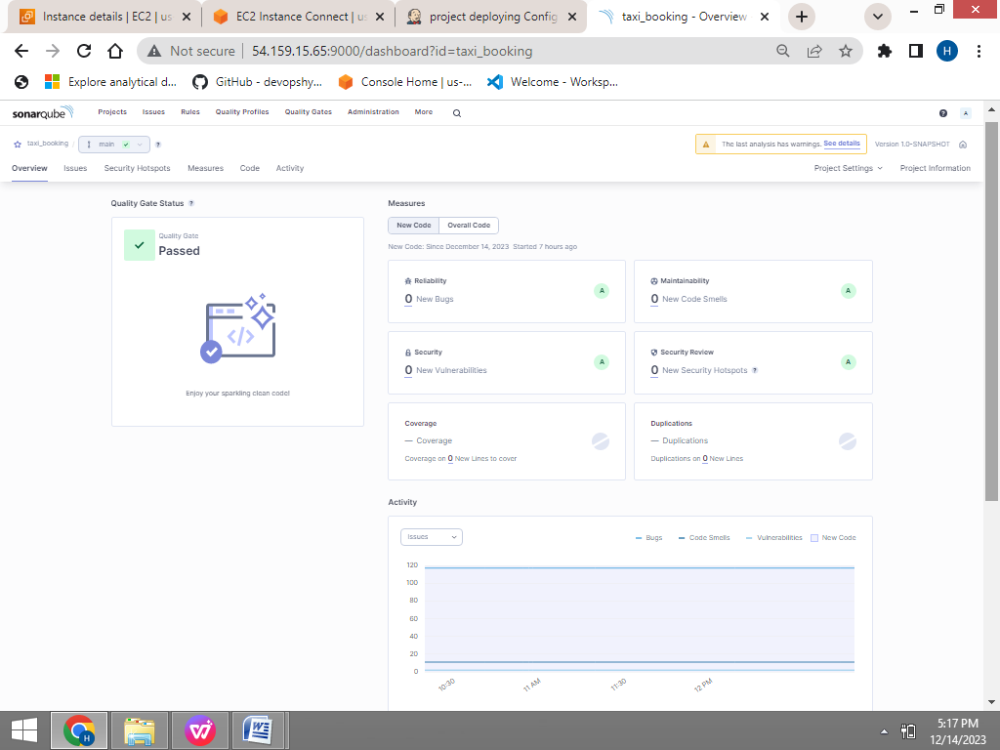 Instance details | EC2 | us
EC2 Instance Connect | us
project deploying Config
taxi_booking - Overview
Not secure
54.159.15.65:9000/dashboard?id=taxi_booking
H
Explore analytical d...
GitHub - devopshy...
Console Home | us-...
Welcome - Worksp...
sonarqube
Projects
Issues
Rules
Quality Profiles
Quality Gates
Administration
More
A
taxi_booking / main
The last analysis has warnings. See details
Version 1.0-SNAPSHOT
Overview
Issues
Security Hotspots
Measures
Code
Activity
Project Settings
Project Information
Quality Gate Status
Quality Gate
Passed
Enjoy your sparkling clean code!
Measures
New Code
Overall Code
New Code: Since December 14, 2023 Started 7 hours ago
Reliability
0 New Bugs
A
Maintainability
0 New Code Smells
A
Security
0 New Vulnerabilities
A
Security Review
0 New Security Hotspots ?
A
Coverage
— Coverage
Coverage on 0 New Lines to cover
Duplications
— Duplications
Duplications on 0 New Lines
Activity
Issues
Bugs
Code Smells
Vulnerabilities
New Code
120
100
80
60
40
20
0
10:30
11 AM
11:30
12 PM
H
W
5:17 PM
12/14/2023